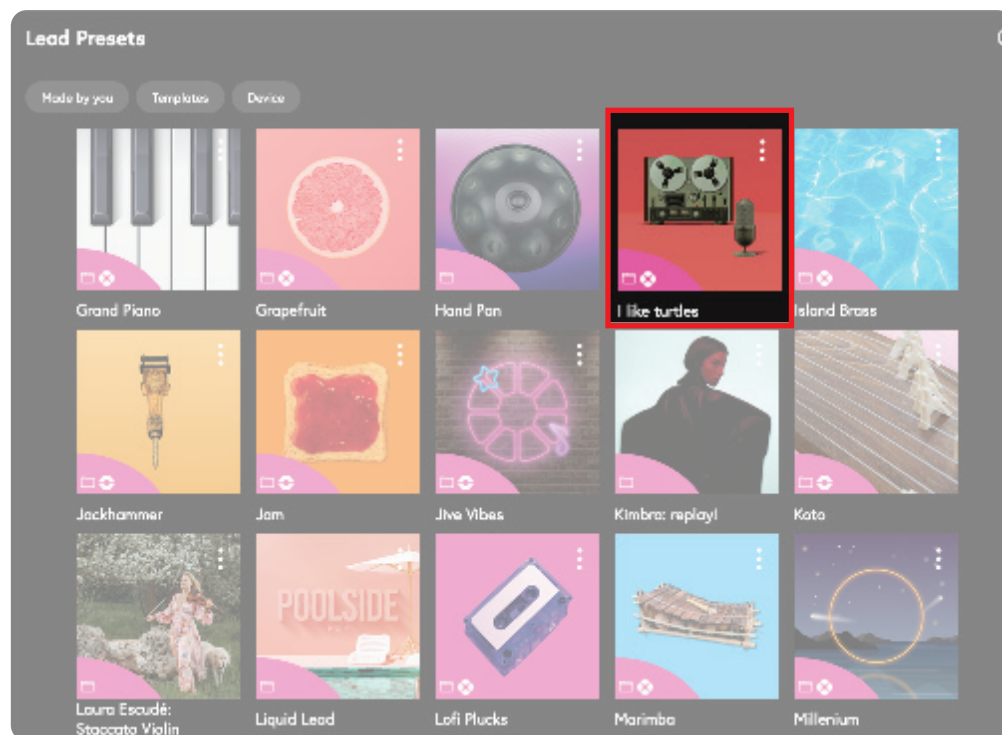 Lead Presets
Made by you Templates Device
Grand Piano Grapefruit Hand Pan I like turtles Island Brass
Jackhammer Jam Jive Vibes Kimbra: replay! Koto
POOLSIDE
Laura Escudé:
Staccato Violin Liquid Lead Lofi Plucks Marimba Millenium